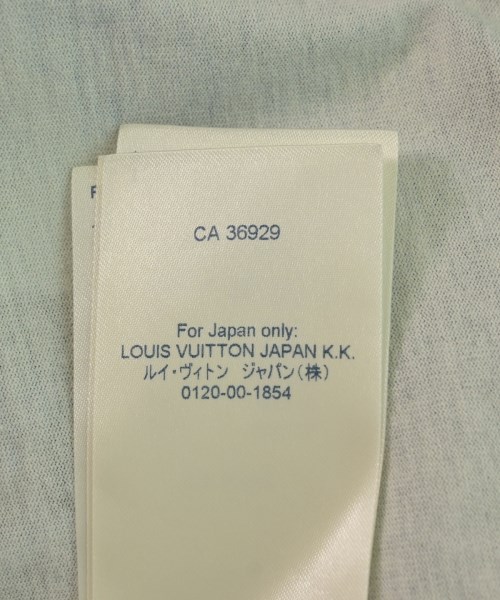 CA 36929
For Japan only:
LOUIS VUITTON JAPAN K.K.
ルイ・ヴィトン ジャパン(株)
0120-00-1854